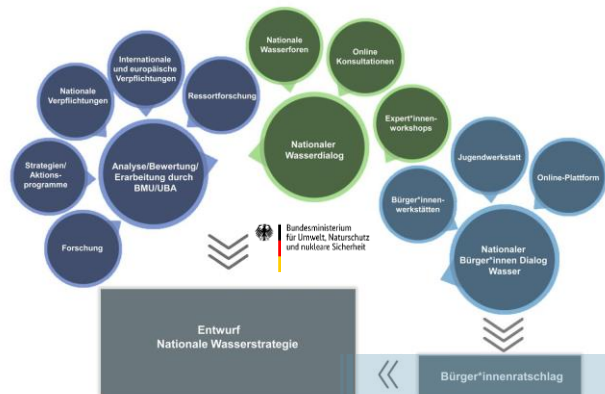 Internationale
und europäische
Verpflichtungen
Nationale
Verpflichtungen
Ressortforschung
Strategien/
Aktions-
programme
Analyse/Bewertung/
Erarbeitung durch
BMU/UBA
Forschung
Nationale
Wasserforen
Online
Konsultationen
Nationaler
Wasserdialog
Expert*innen-
workshops
Jugendwerkstatt
Online-Plattform
Bürger*innen-
werkstätten
Nationaler
Bürger*innen Dialog
Wasser
Bundesministerium
für Umwelt, Naturschutz
und nukleare Sicherheit
Entwurf
Nationale Wasserstrategie
Bürger*innenratschlag